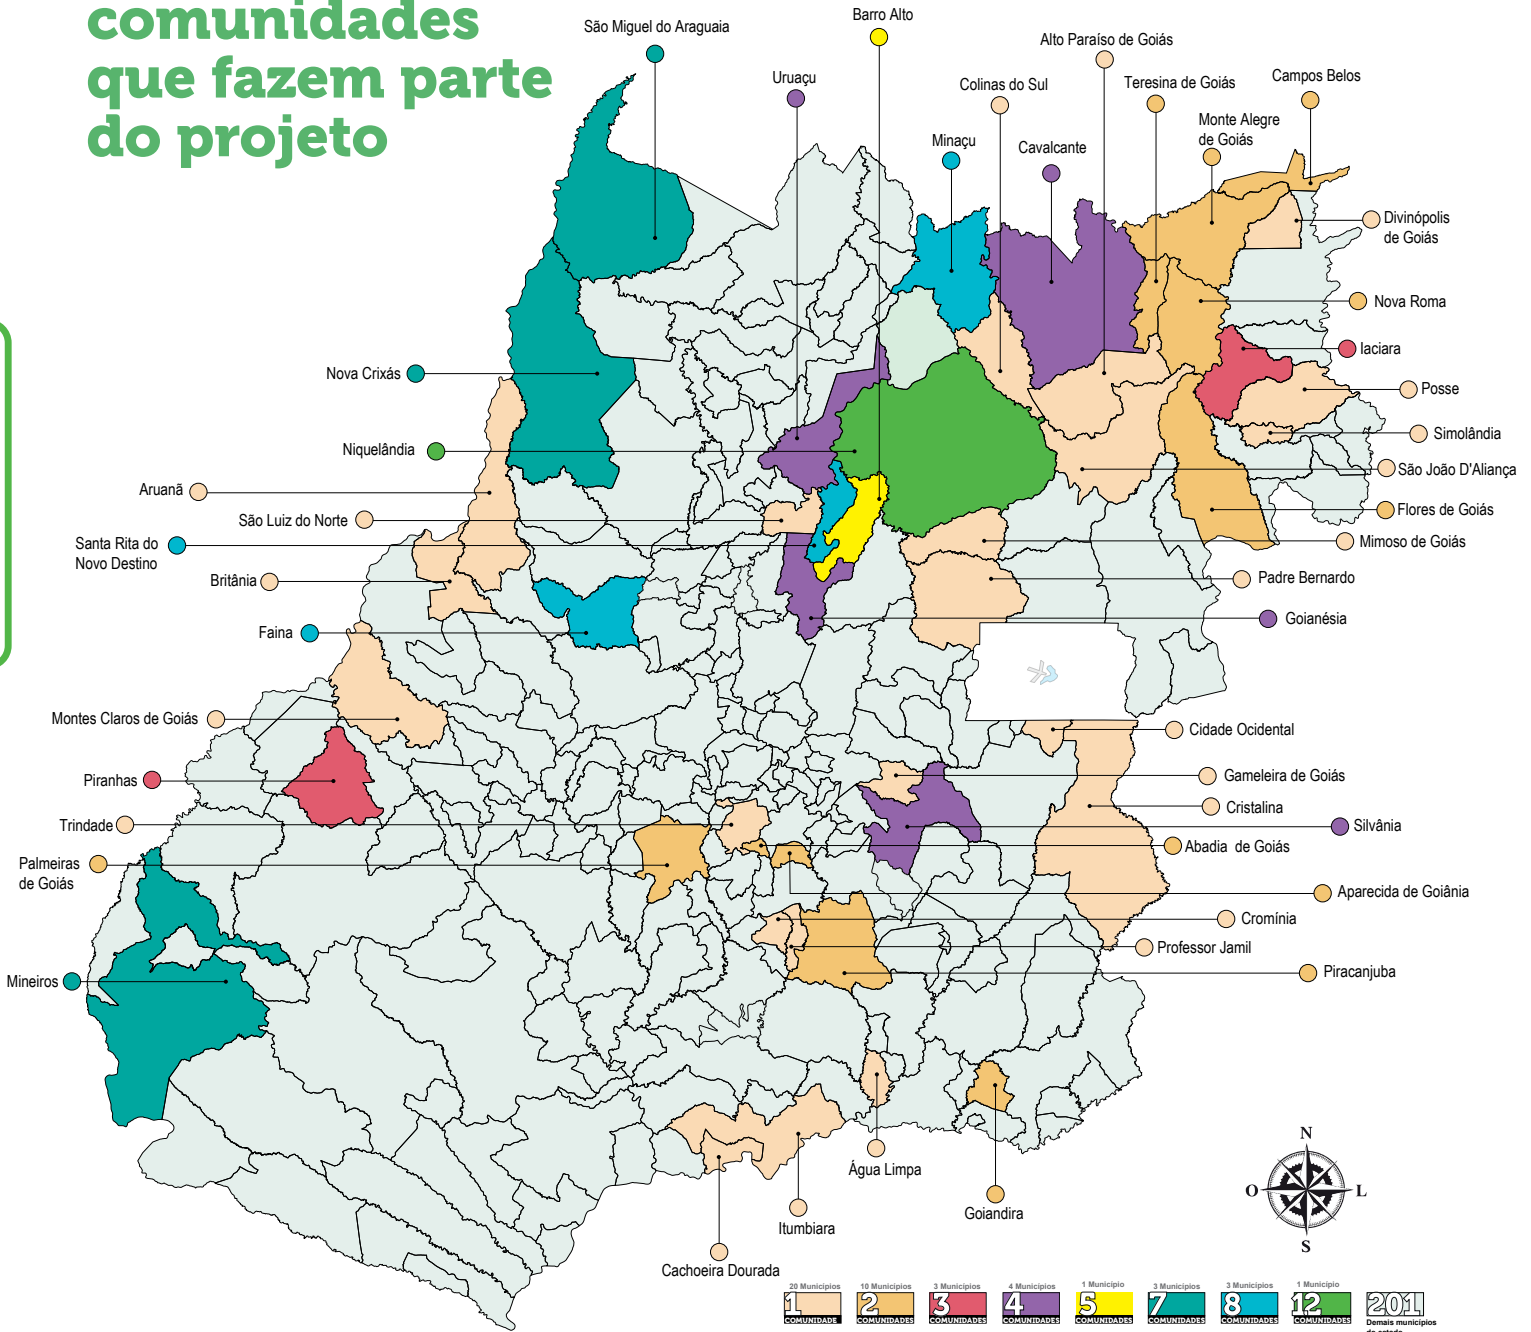 comunidades
que fazem parte
do projeto
São Miguel do Araguaia
Barro Alto
Uruaçu
Alto Paraíso de Goiás
Colinas do Sul
Teresina de Goiás
Campos Belos
Minaçu
Cavalcante
Monte Alegre
de Goiás
Divinópolis
de Goiás
Nova Roma
Iaciara
Nova Crixás
Posse
Simolândia
Niquelândia
São João D'Aliança
Aruanã
Flores de Goiás
São Luiz do Norte
Mimoso de Goiás
Santa Rita do
Novo Destino
Britânia
Padre Bernardo
Goianésia
Faina
Montes Claros de Goiás
Cidade Ocidental
Piranhas
Gameleira de Goiás
Cristalina
Trindade
Silvânia
Palmeiras
de Goiás
Abadia de Goiás
Aparecida de Goiânia
Cromínia
Professor Jamil
Mineiros
Piracanjuba
Água Limpa
Goiandira
Itumbiara
Cachoeira Dourada
N
O
L
S
20 Municípios
1
COMUNIDADE
10 Municípios
2
COMUNIDADES
3 Municípios
3
COMUNIDADES
4 Municípios
4
COMUNIDADES
1 Município
5
COMUNIDADES
3 Municípios
7
COMUNIDADES
3 Municípios
8
COMUNIDADES
1 Município
12
COMUNIDADES
201
Demais municípios
do estado